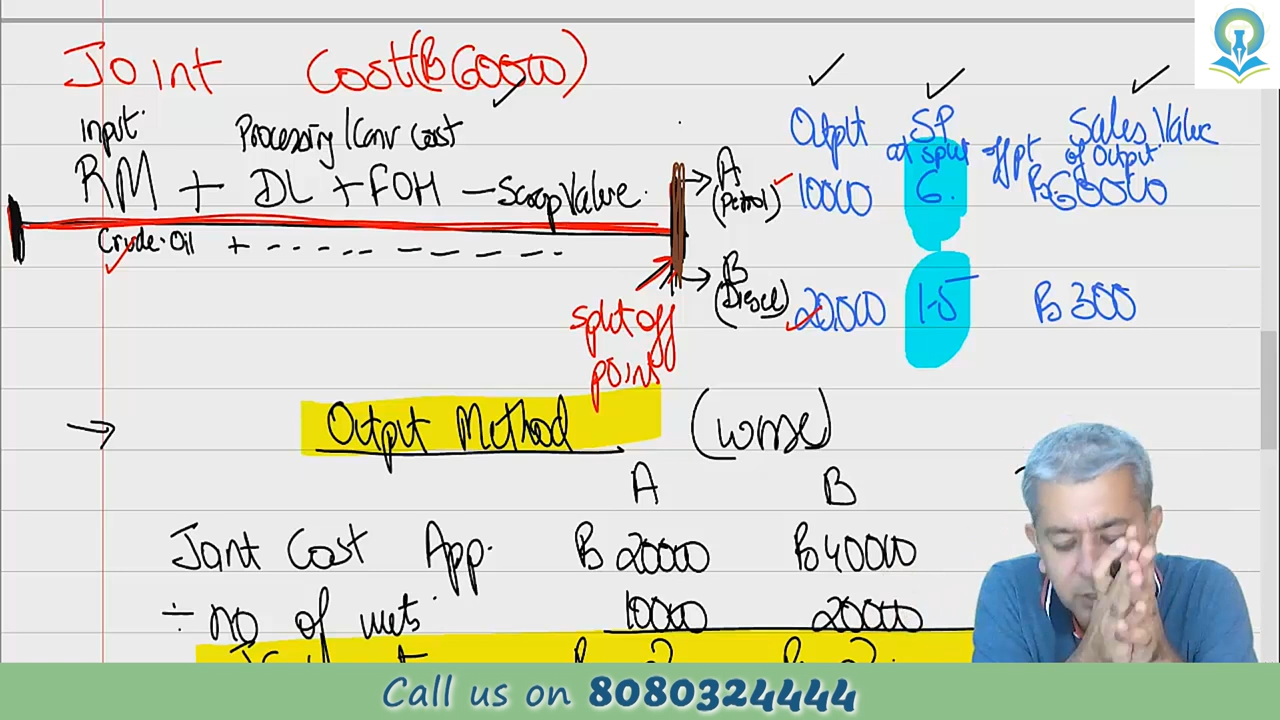 Joint Cost (₨ 60000)
Input
Processing/Conv Cost
RM + DL + FOH - Scrap Value
Crude Oil + - - - - - - - - -
split off
point
A
(Petrol)
B
(Diesel)
Output
SP
at split off pt
Sales Value
of Output
10000 6 ₨ 60000
20,000 1.5 ₨ 300
→ Output Method (worse)
A B
Joint Cost App. ₨ 20000 ₨ 40000
÷ no of 10000 20000
Call us on 8080324444